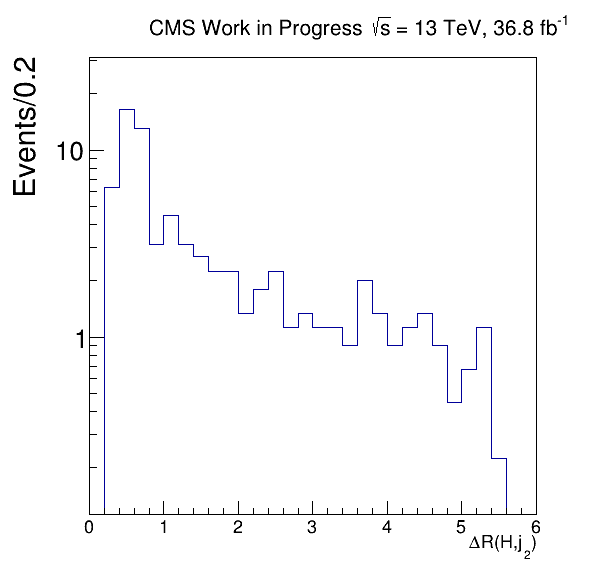 CMS Work in Progress √s = 13 TeV, 36.8 fb⁻¹
Events/0.2
10
1
0 1 2 3 4 5 6
ΔR(H,j₂)